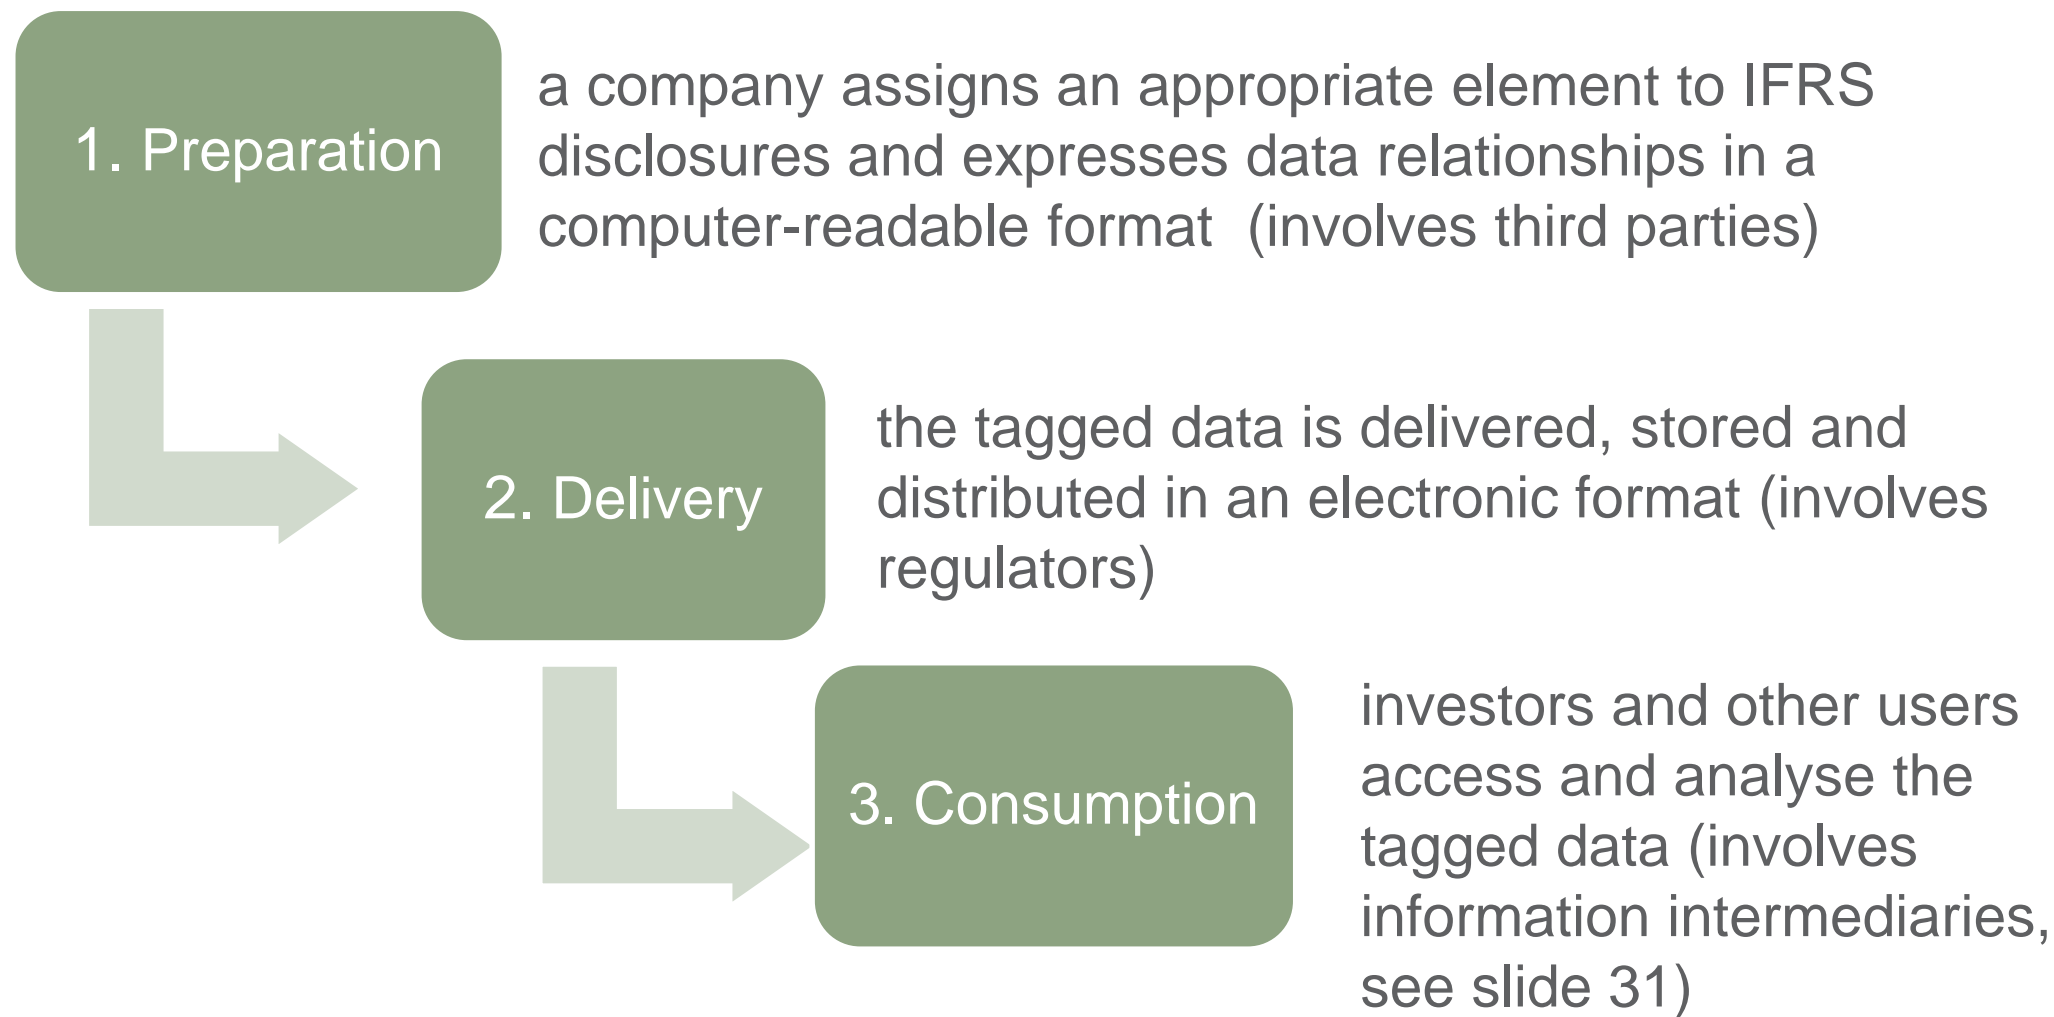 1. Preparation
a company assigns an appropriate element to IFRS
disclosures and expresses data relationships in a
computer-readable format  (involves third parties)
2. Delivery
the tagged data is delivered, stored and
distributed in an electronic format (involves
regulators)
3. Consumption
investors and other users
access and analyse the
tagged data (involves
information intermediaries,
see slide 31)